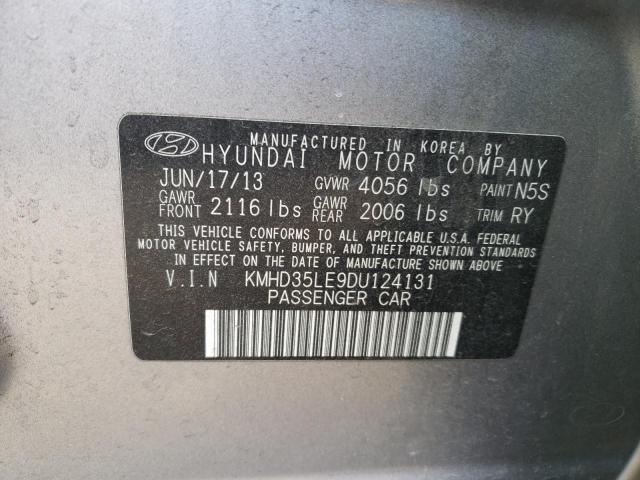 MANUFACTURED IN KOREA BY
HYUNDAI MOTOR COMPANY
JUN/17/13 GVWR 4056 lbs PAINT N5S
GAWR FRONT 2116 lbs GAWR REAR 2006 lbs TRIM RY
THIS VEHICLE CONFORMS TO ALL APPLICABLE U.S.A. FEDERAL
MOTOR VEHICLE SAFETY, BUMPER, AND THEFT PREVENTION STANDARDS
IN EFFECT ON THE DATE OF MANUFACTURE SHOWN ABOVE
V.I.N KMHD35LE9DU124131
PASSENGER CAR